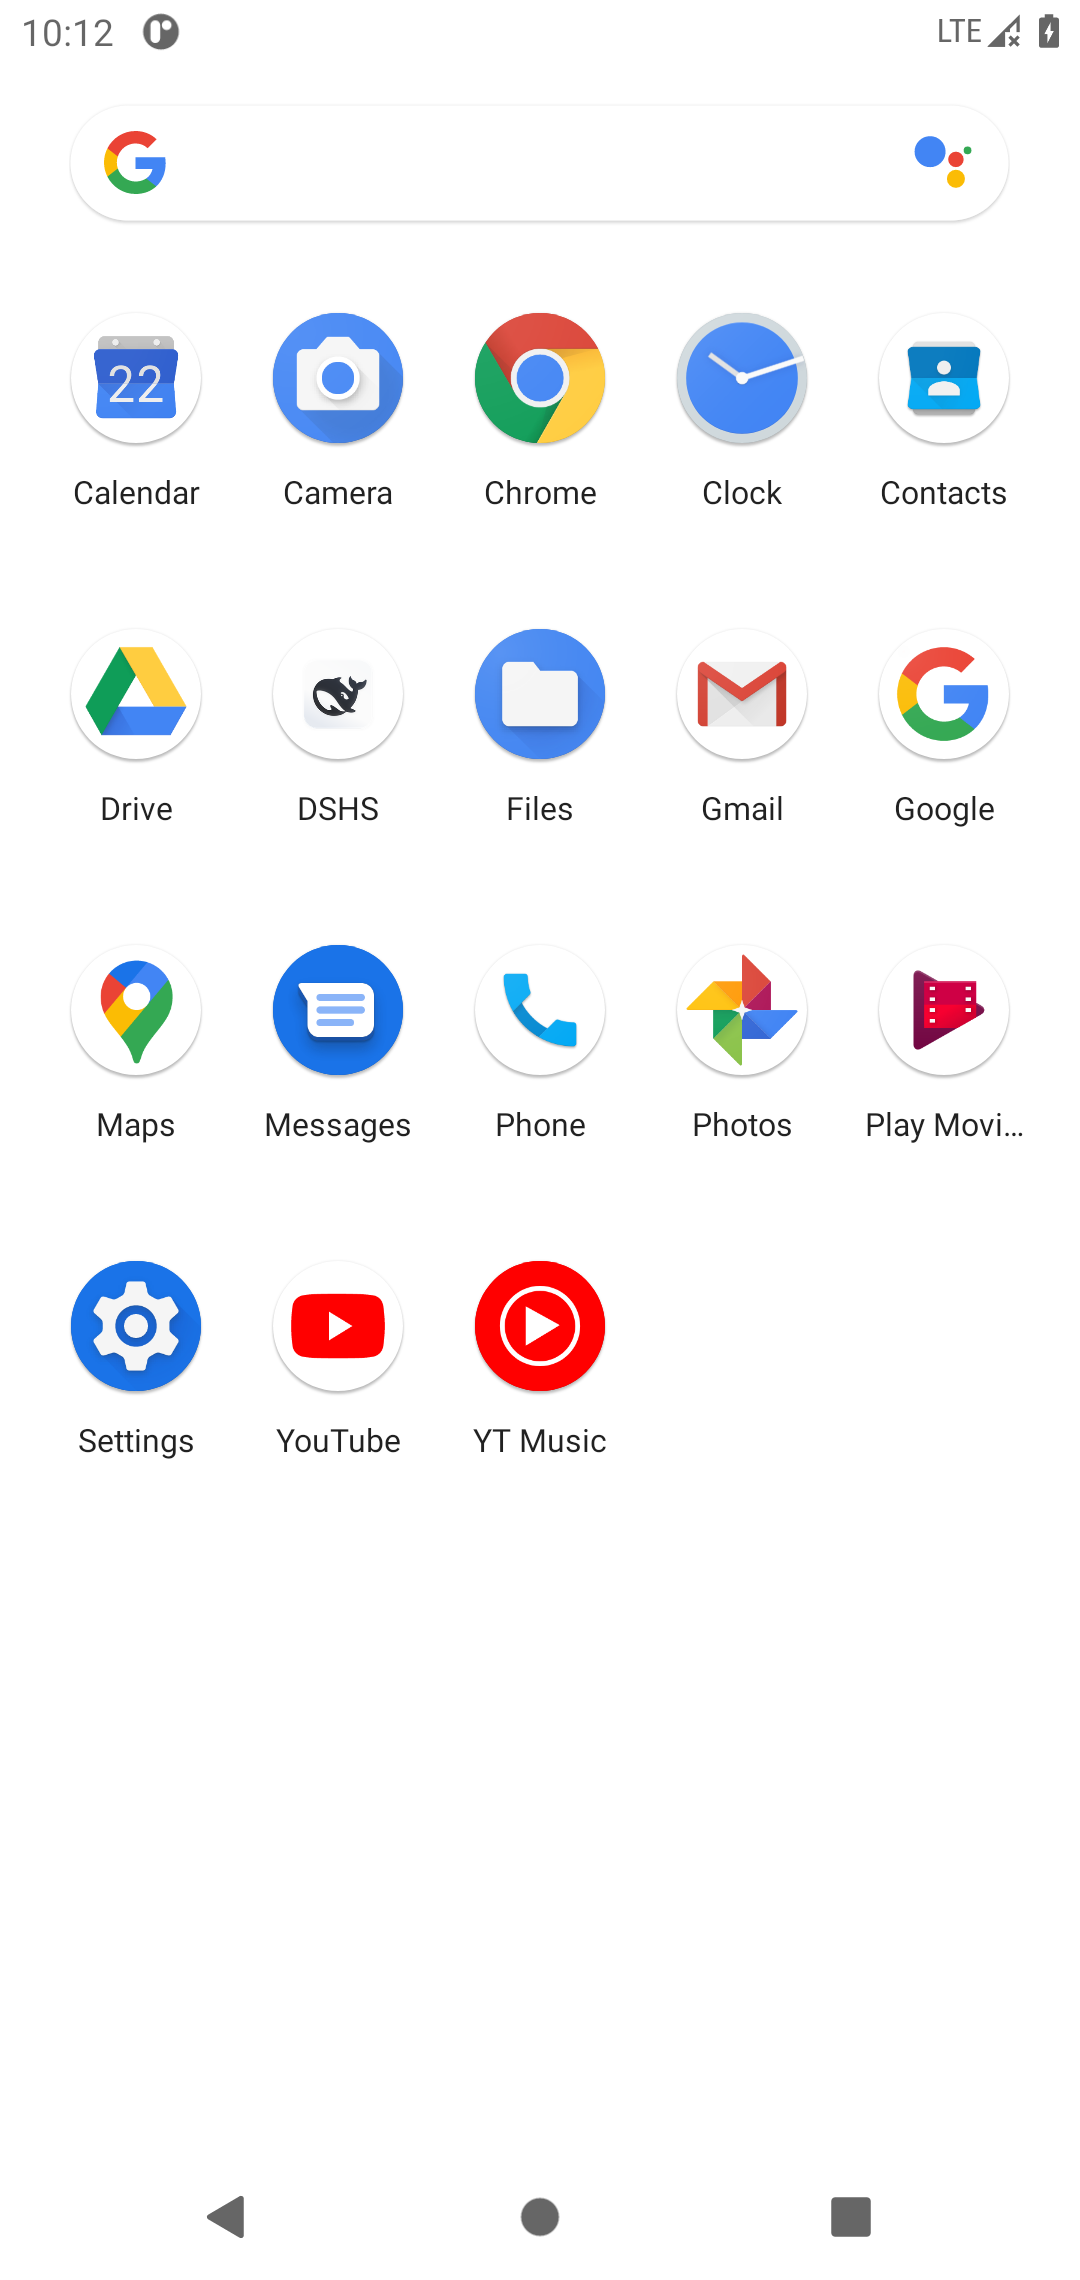 10:12
LTE
22
Calendar
Camera
Chrome
Clock
Contacts
Drive
DSHS
Files
Gmail
Google
Maps
Messages
Phone
Photos
Play Movi...
Settings
YouTube
YT Music